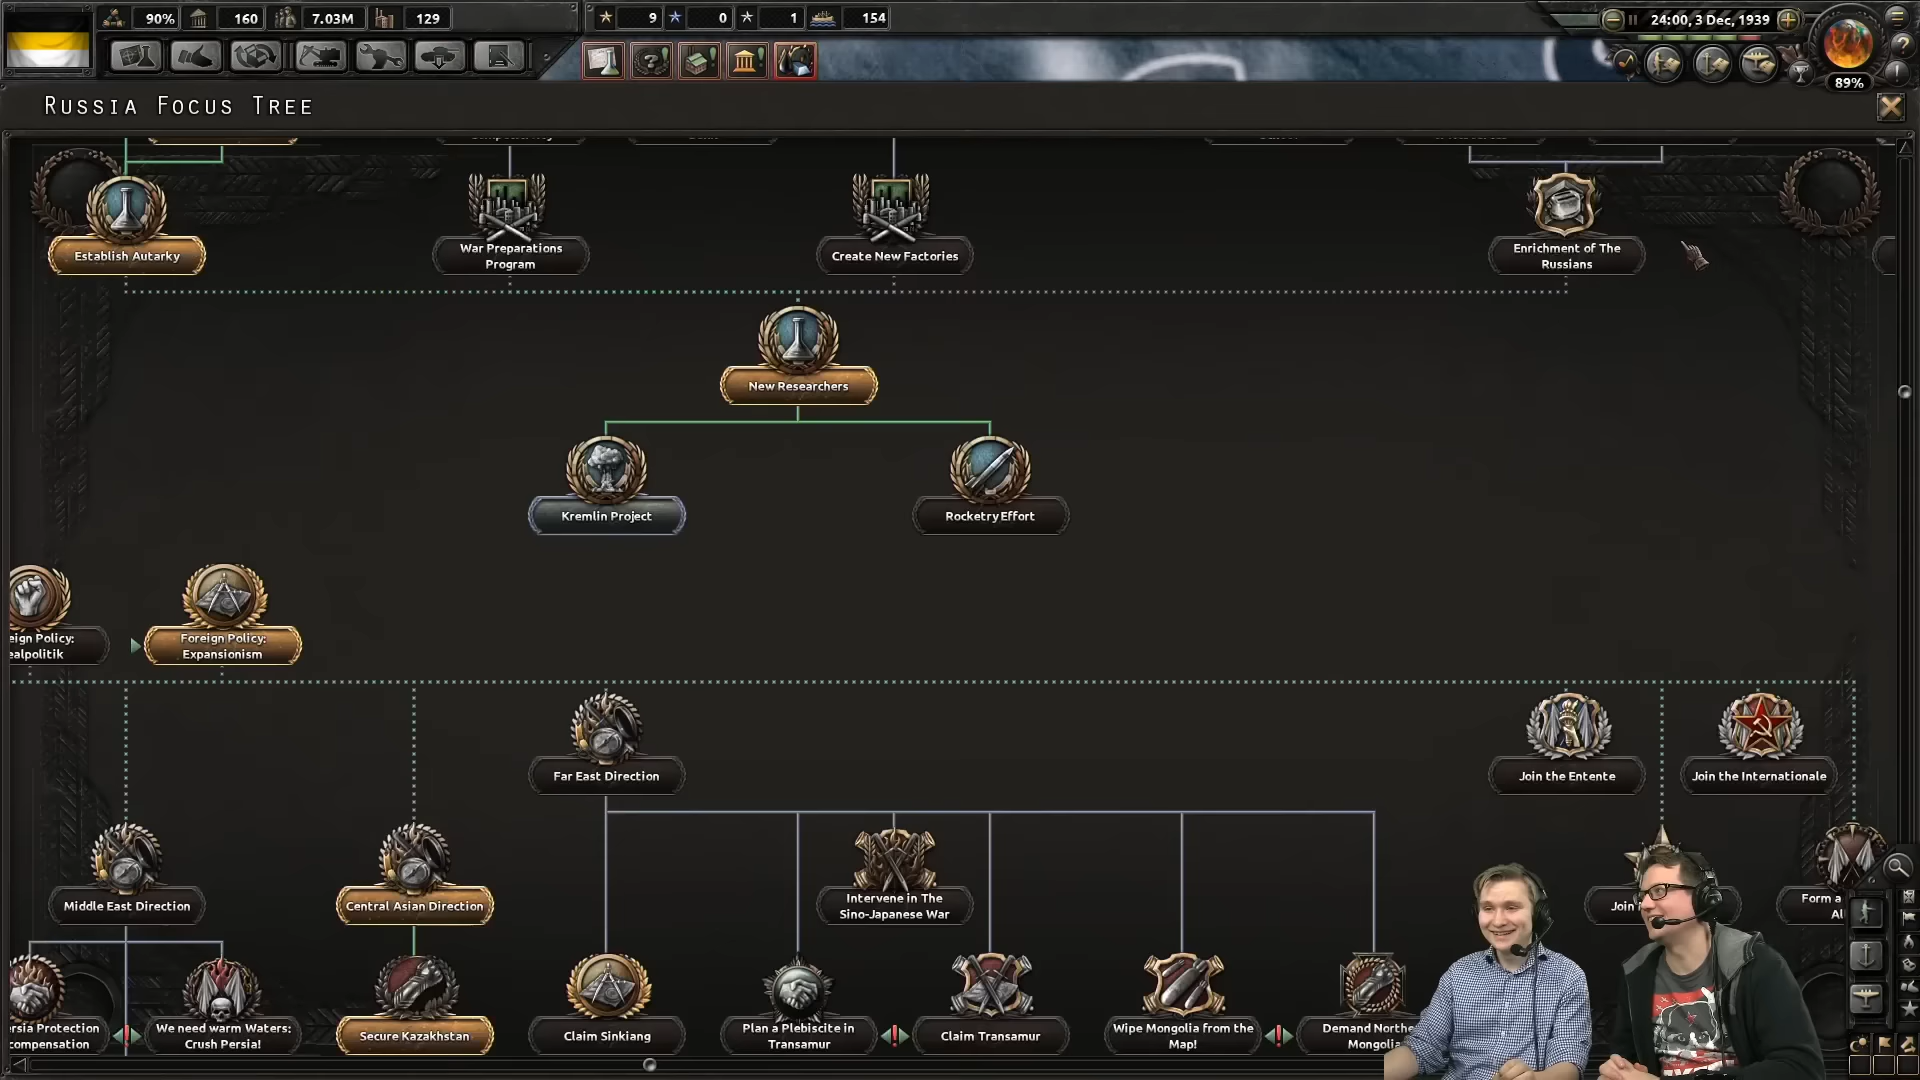 90%
160
7.03M
129
9
0
1
154
24:00, 3 Dec, 1939
89%
Russia Focus Tree
Establish Autarky
War Preparations
Program
Create New Factories
Enrichment of The
Russians
New Researchers
Kremlin Project
Rocketry Effort
eign Policy:
ealpolitik
Foreign Policy:
Expansionism
Far East Direction
Join the Entente
Join the Internationale
Middle East Direction
Central Asian Direction
Intervene in The
Sino-Japanese War
Join
Form a
All
ersia Protection
compensation
We need warm Waters:
Crush Persia!
Secure Kazakhstan
Claim Sinkiang
Plan a Plebiscite in
Transamur
Claim Transamur
Wipe Mongolia from the
Map!
Demand Northe
Mongolia